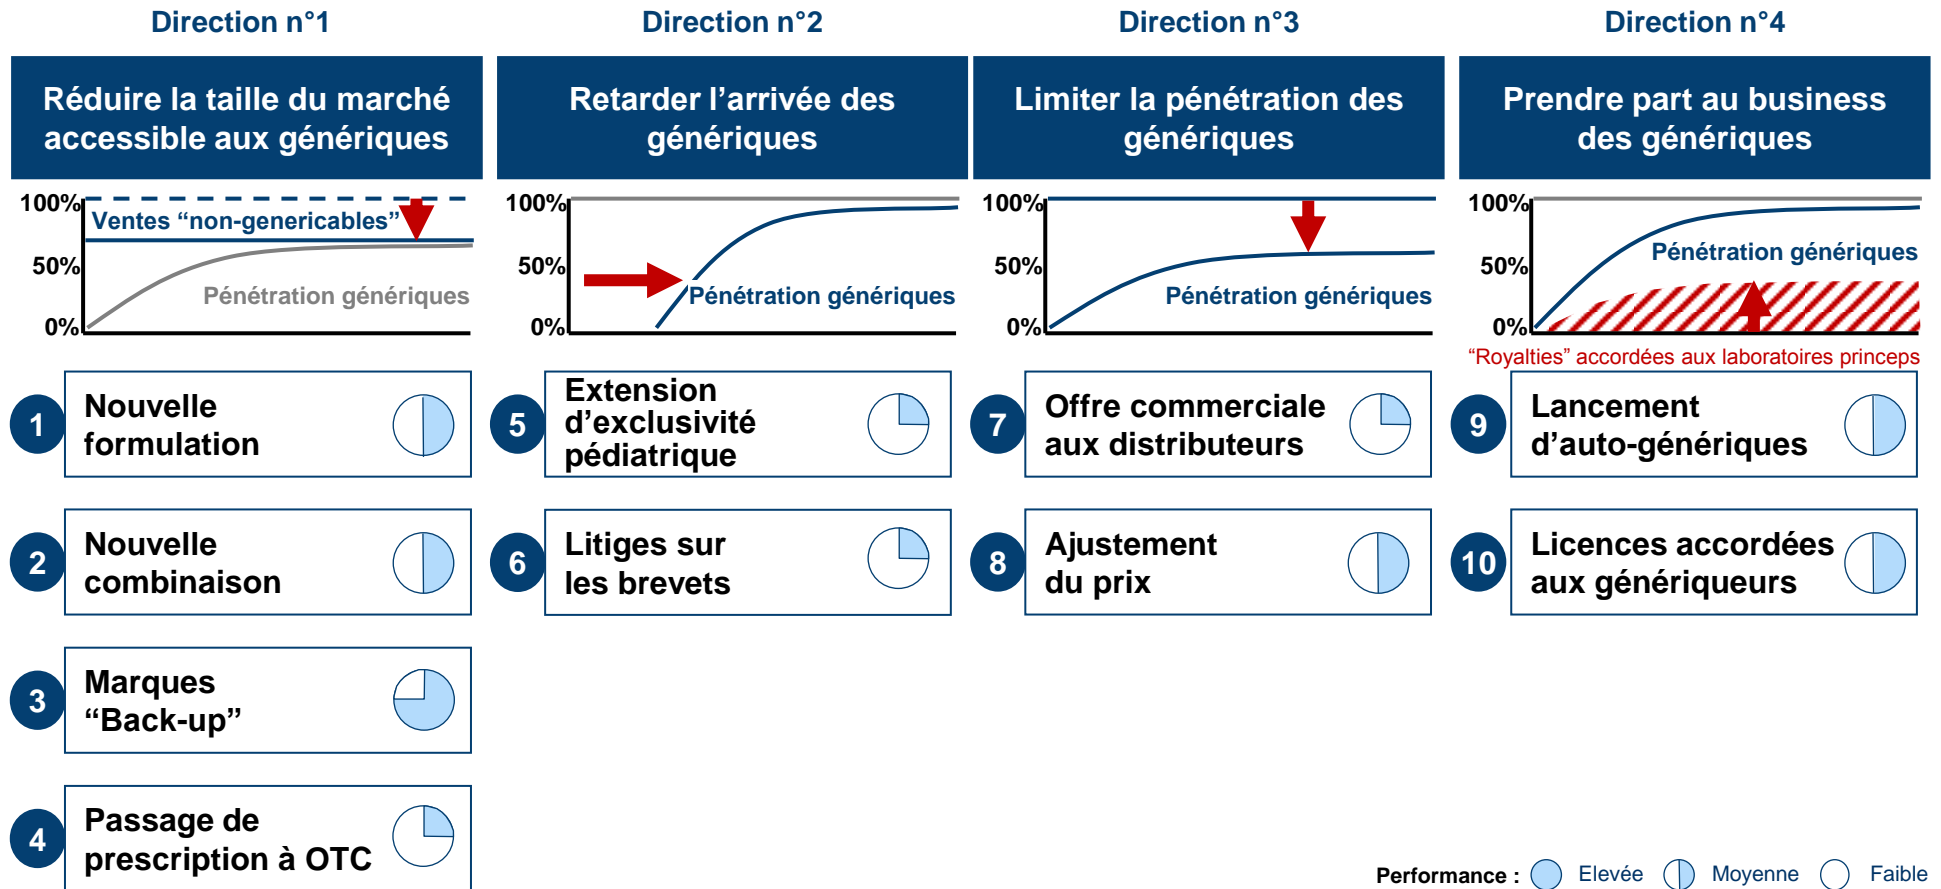 Direction n°1
Direction n°2
Direction n°3
Direction n°4
Réduire la taille du marché
accessible aux génériques
Retarder l’arrivée des
génériques
Limiter la pénétration des
génériques
Prendre part au business
des génériques
100%
Ventes “non-genericables”
50%
Pénétration génériques
0%
100%
50%
Pénétration génériques
0%
100%
50%
Pénétration génériques
0%
100%
Pénétration génériques
50%
0%
“Royalties” accordées aux laboratoires princeps
1
Nouvelle
formulation
2
Nouvelle
combinaison
3
Marques
“Back-up”
4
Passage de
prescription à OTC
5
Extension
d’exclusivité
pédiatrique
6
Litiges sur
les brevets
7
Offre commerciale
aux distributeurs
8
Ajustement
du prix
9
Lancement
d’auto-génériques
10
Licences accordées
aux génériqueurs
Performance : Elevée Moyenne Faible